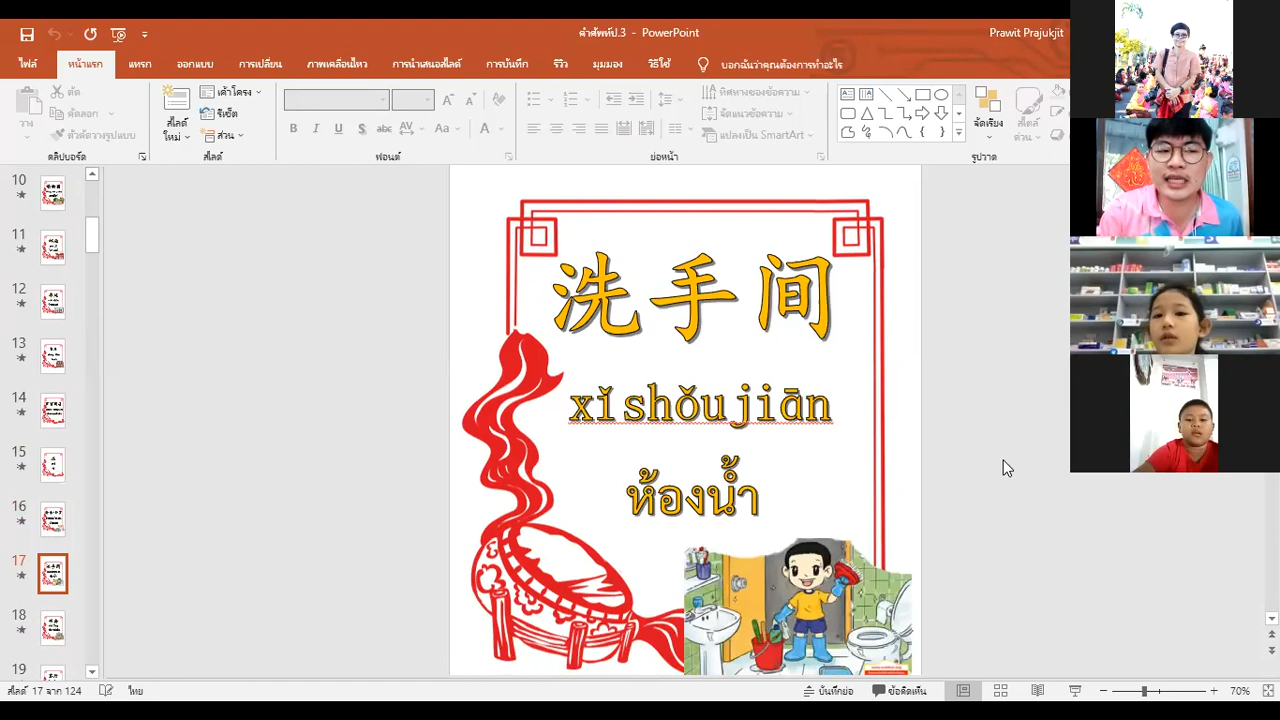 คำศัพท์ป.3 - PowerPoint
Prawit Prajukjit
ไฟล์ หน้าแรก แทรก ออกแบบ การเปลี่ยน ภาพเคลื่อนไหว การนำเสนอสไลด์ การบันทึก รีวิว มุมมอง วิธีใช้ บอกฉันว่าคุณต้องการทำอะไร
วาง
ตัด
คัดลอก
ตัวคัดวางรูปแบบ
คลิปบอร์ด
สไลด์
ใหม่
เค้าโครง
รีเซ็ต
ส่วน
สไลด์
B I U S abc AV Aa A
ฟอนต์
ทิศทางของข้อความ
จัดแนวข้อความ
แปลงเป็น SmartArt
ย่อหน้า
จัดเรียง
สไตล์
ด่วน
รูปวาด
10
11
12
13
14
15
16
17
18
19
洗手间
xǐshǒujiān
ห้องน้ำ
สไลด์ 17 จาก 124
ไทย
บันทึกย่อ
ข้อคิดเห็น
70%